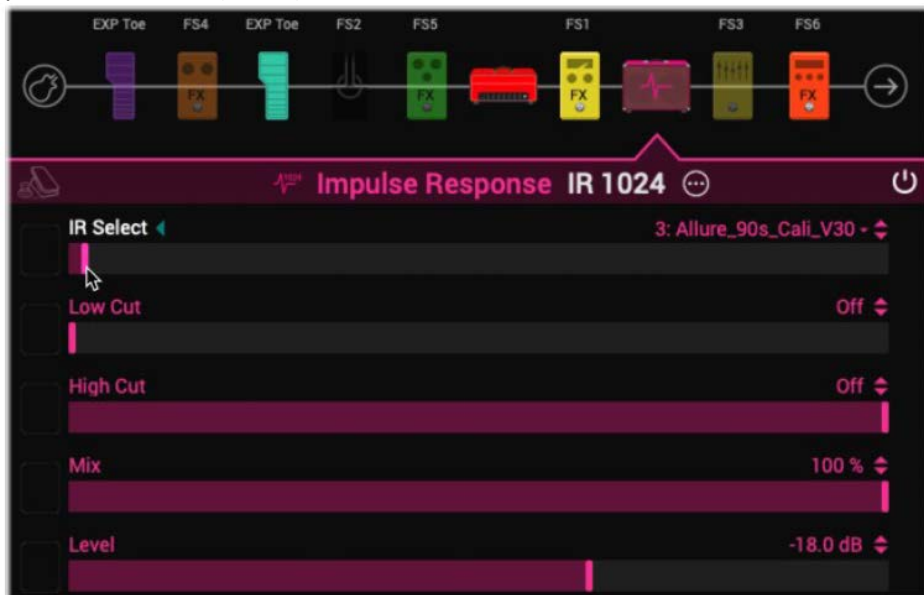 EXP Toe FS4 EXP Toe FS2 FS5 FS1 FS3 FS6
FX FX FX FX
1024 Impulse Response IR 1024
IR Select 3: Allure_90s_Cali_V30 -
Low Cut Off
High Cut Off
Mix 100 %
Level -18.0 dB